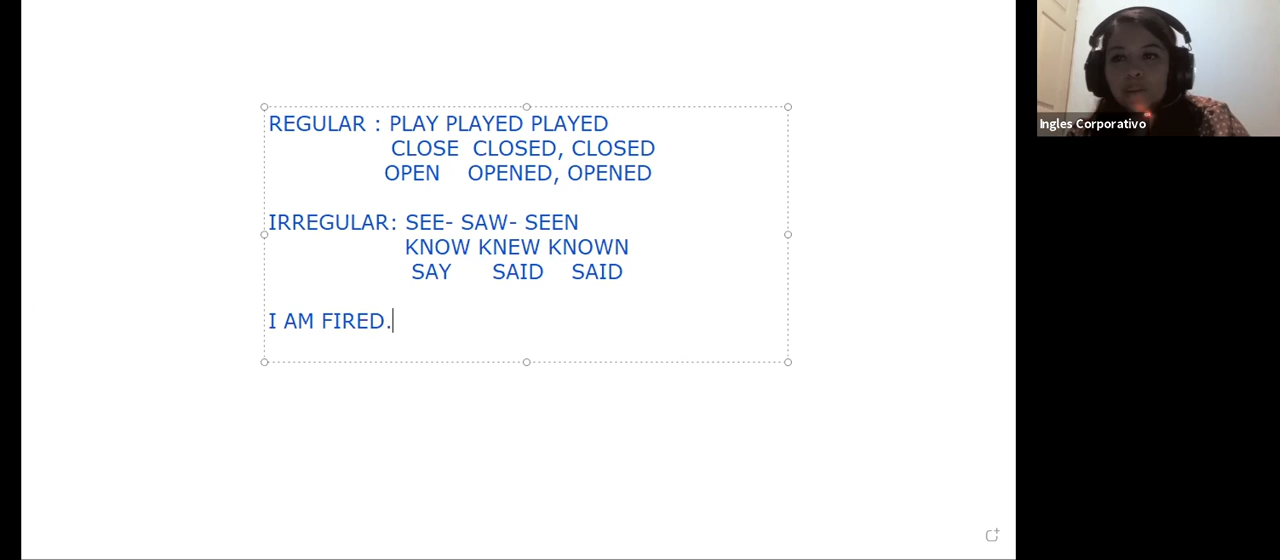 REGULAR : PLAY PLAYED PLAYED
CLOSE CLOSED, CLOSED
OPEN OPENED, OPENED
IRREGULAR: SEE- SAW- SEEN
KNOW KNEW KNOWN
SAY SAID SAID
I AM FIRED.
Ingles Corporativo